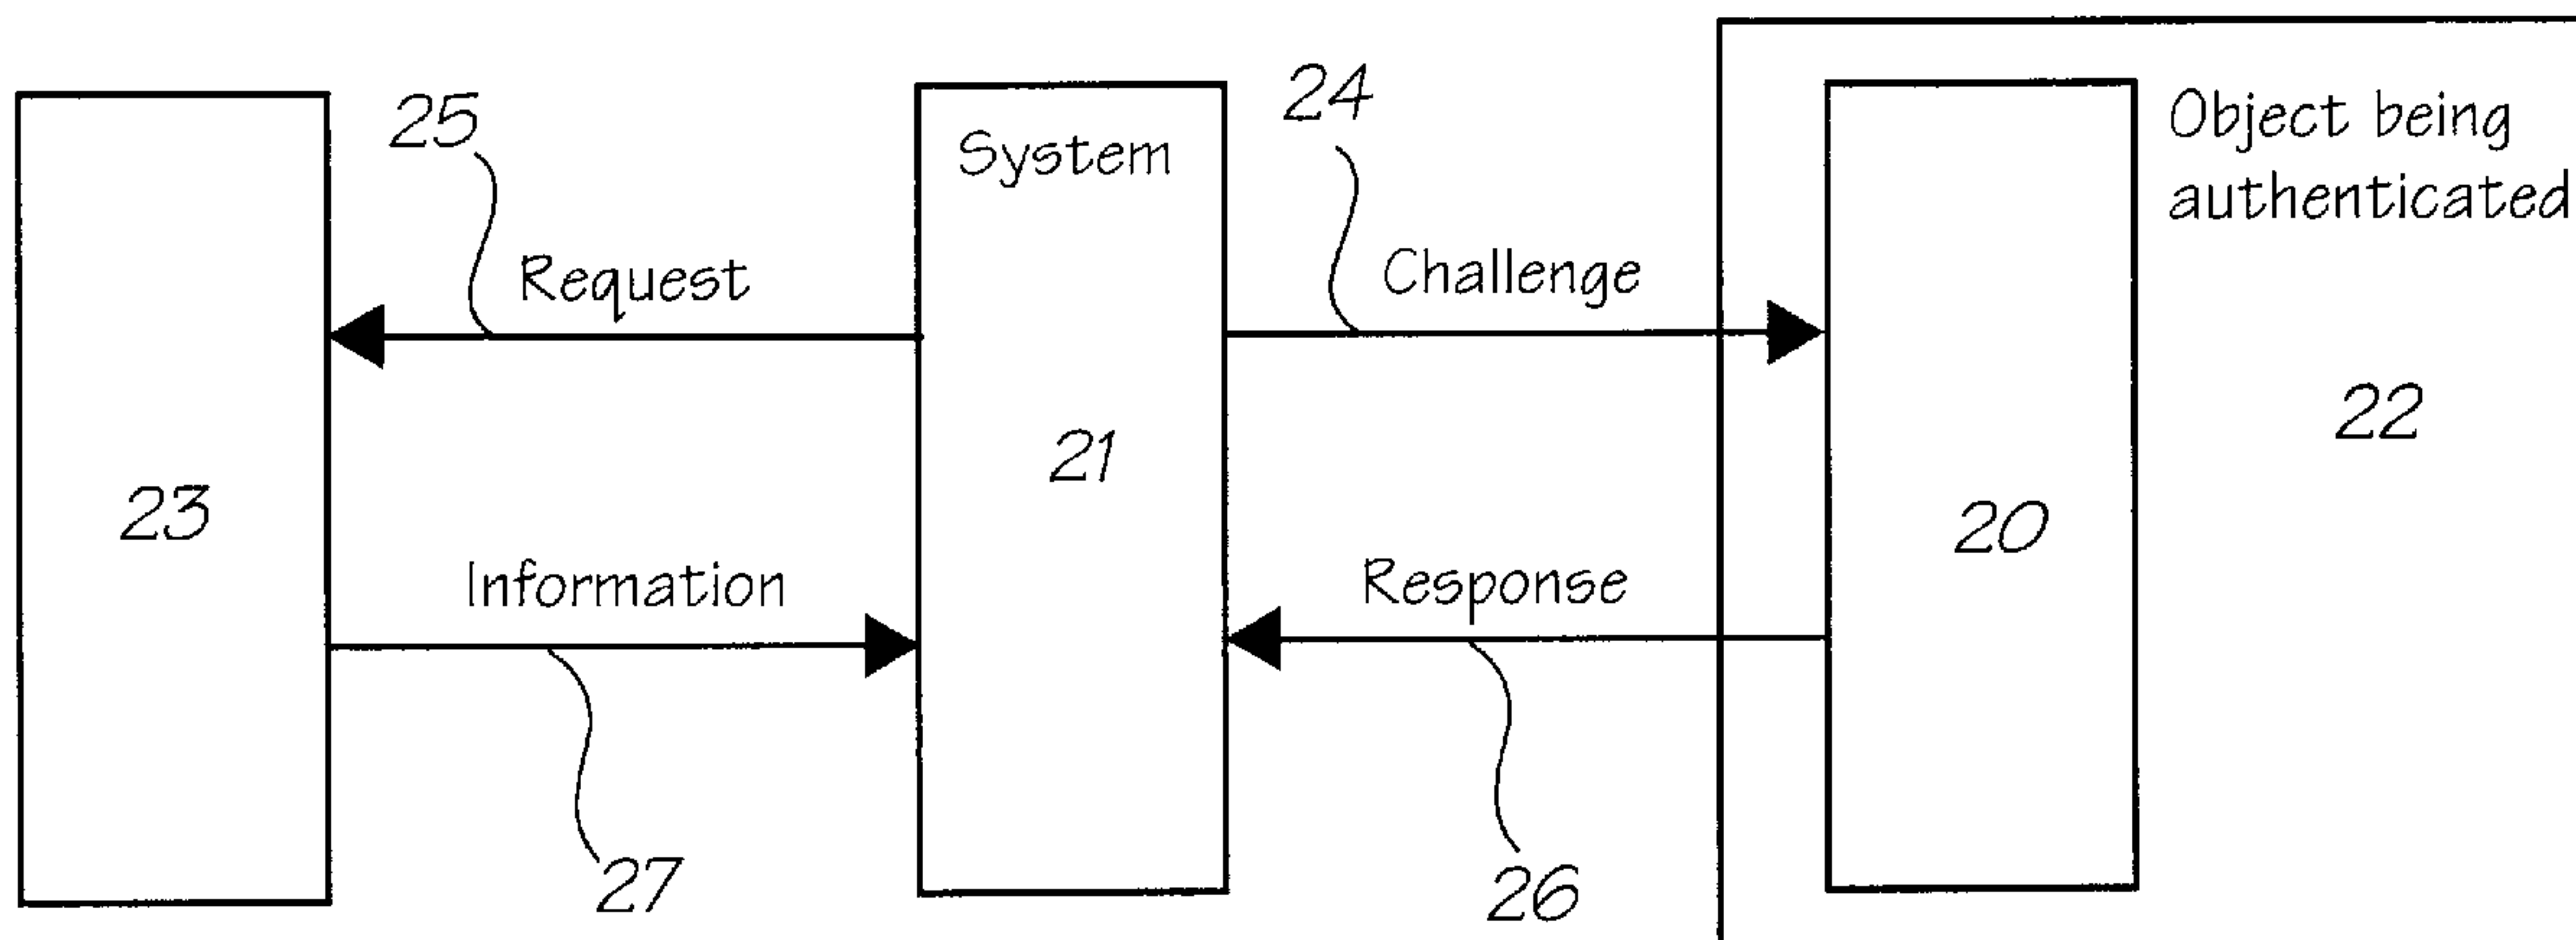 25
24
System
Object being
authenticated
Request
Challenge
22
21
23
20
Information
Response
27
26